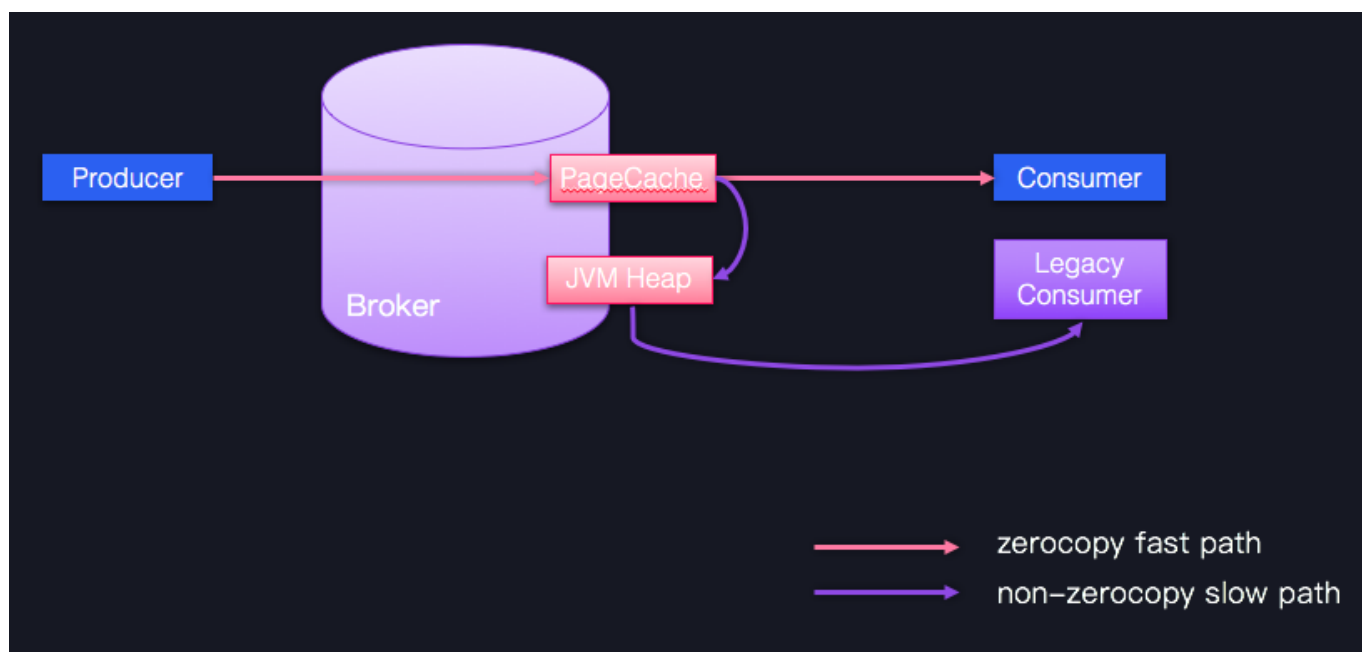 Producer
PageCache
Consumer
JVM Heap
Legacy
Consumer
Broker
zerocopy fast path
non-zerocopy slow path